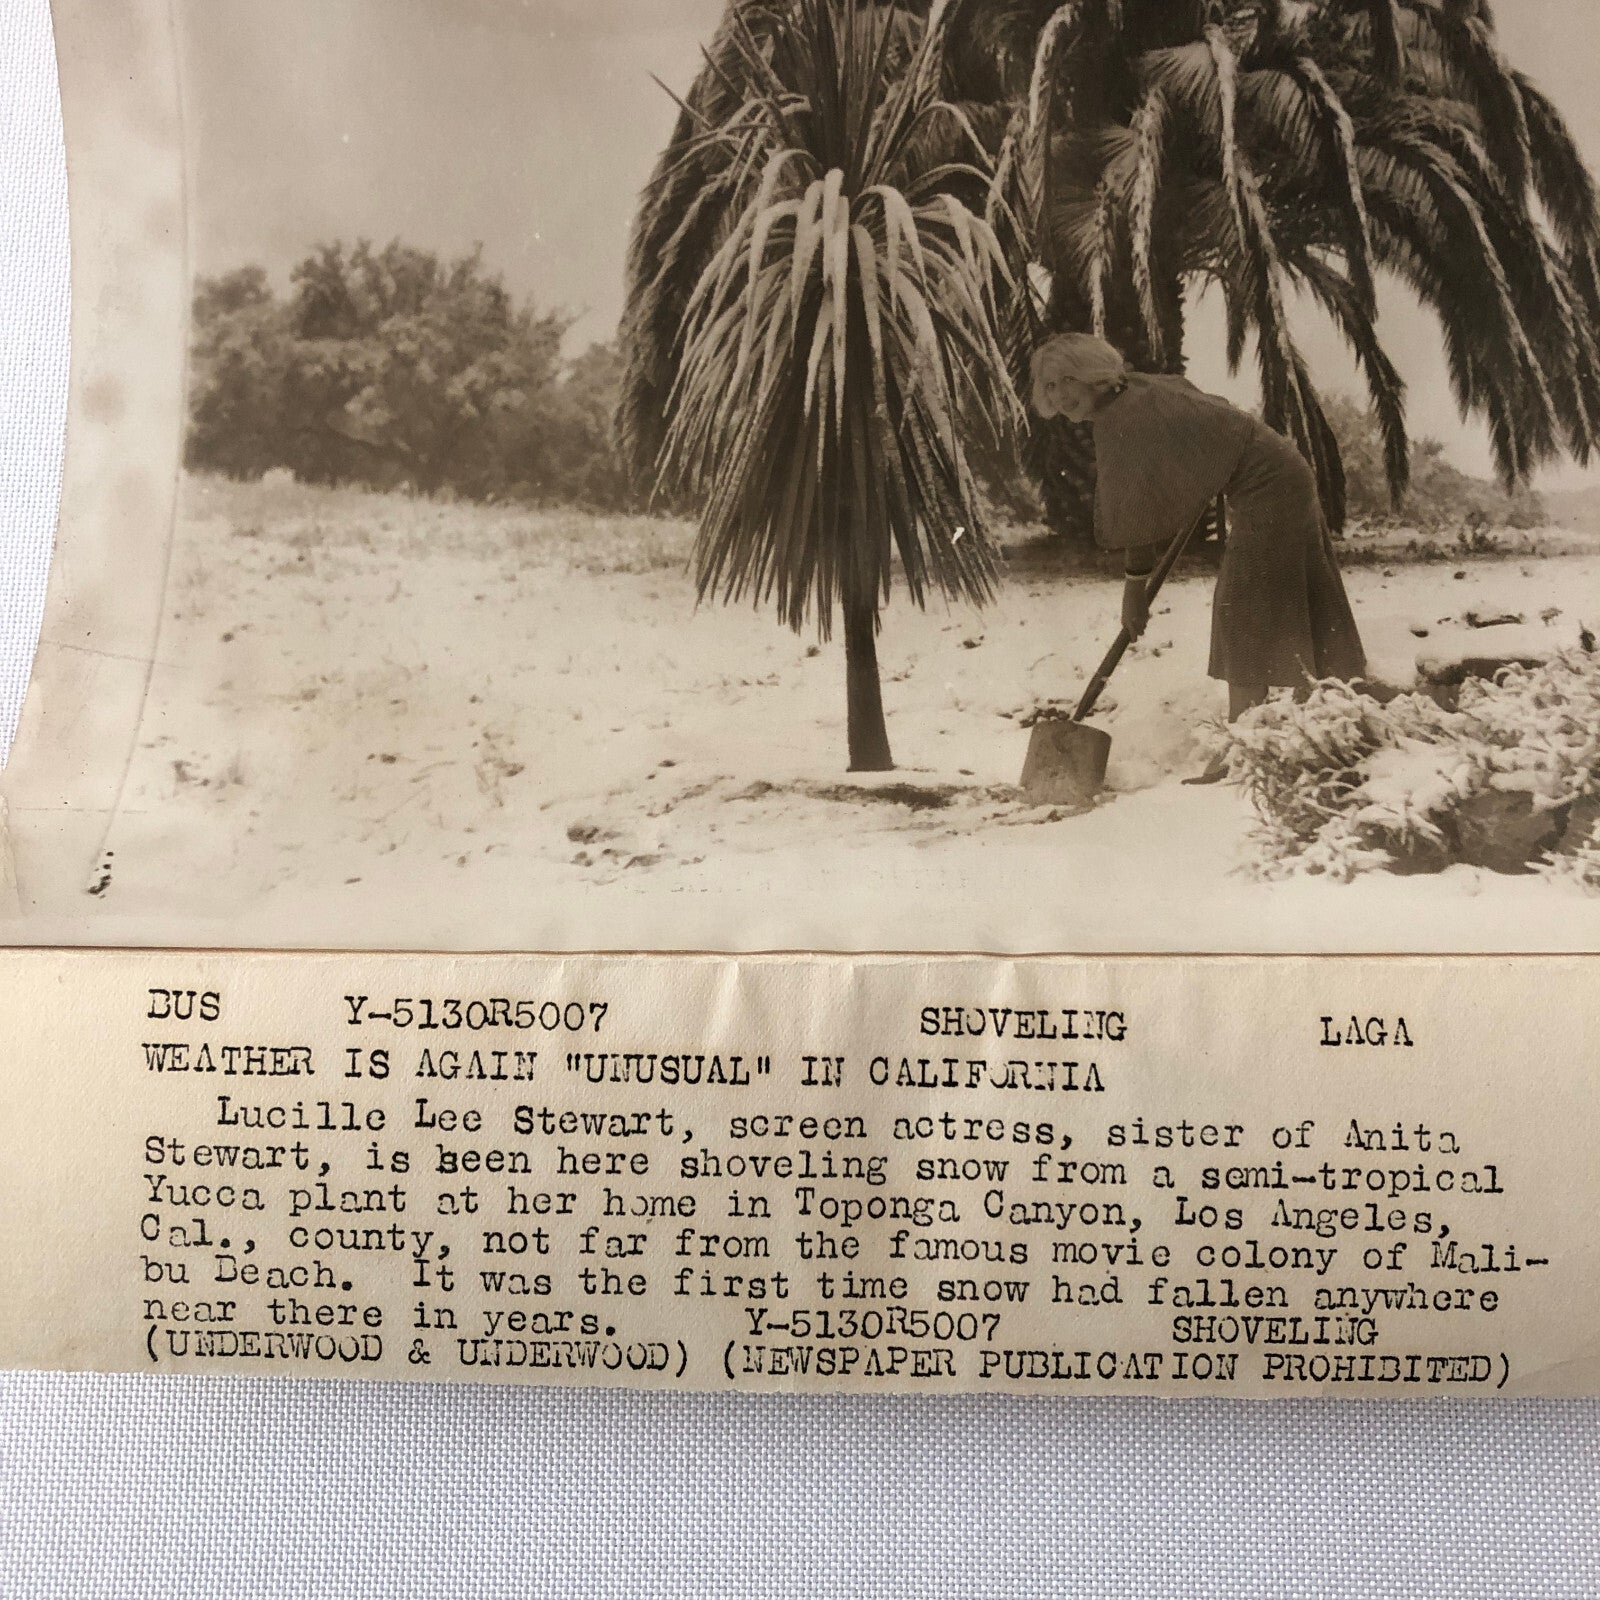 BUS Y-5130R5007 SHOVELING LAGA
WEATHER IS AGAIN "UNUSUAL" IN CALIFORNIA
Lucille Lee Stewart, screen actress, sister of Anita
Stewart, is seen here shoveling snow from a semi-tropical
Yucca plant at her home in Toponga Canyon, Los Angeles,
Cal., county, not far from the famous movie colony of Mali-
bu Beach. It was the first time snow had fallen anywhere
near there in years. Y-5130R5007 SHOVELING
(UNDERWOOD & UNDERWOOD) (NEWSPAPER PUBLICATION PROHIBITED)